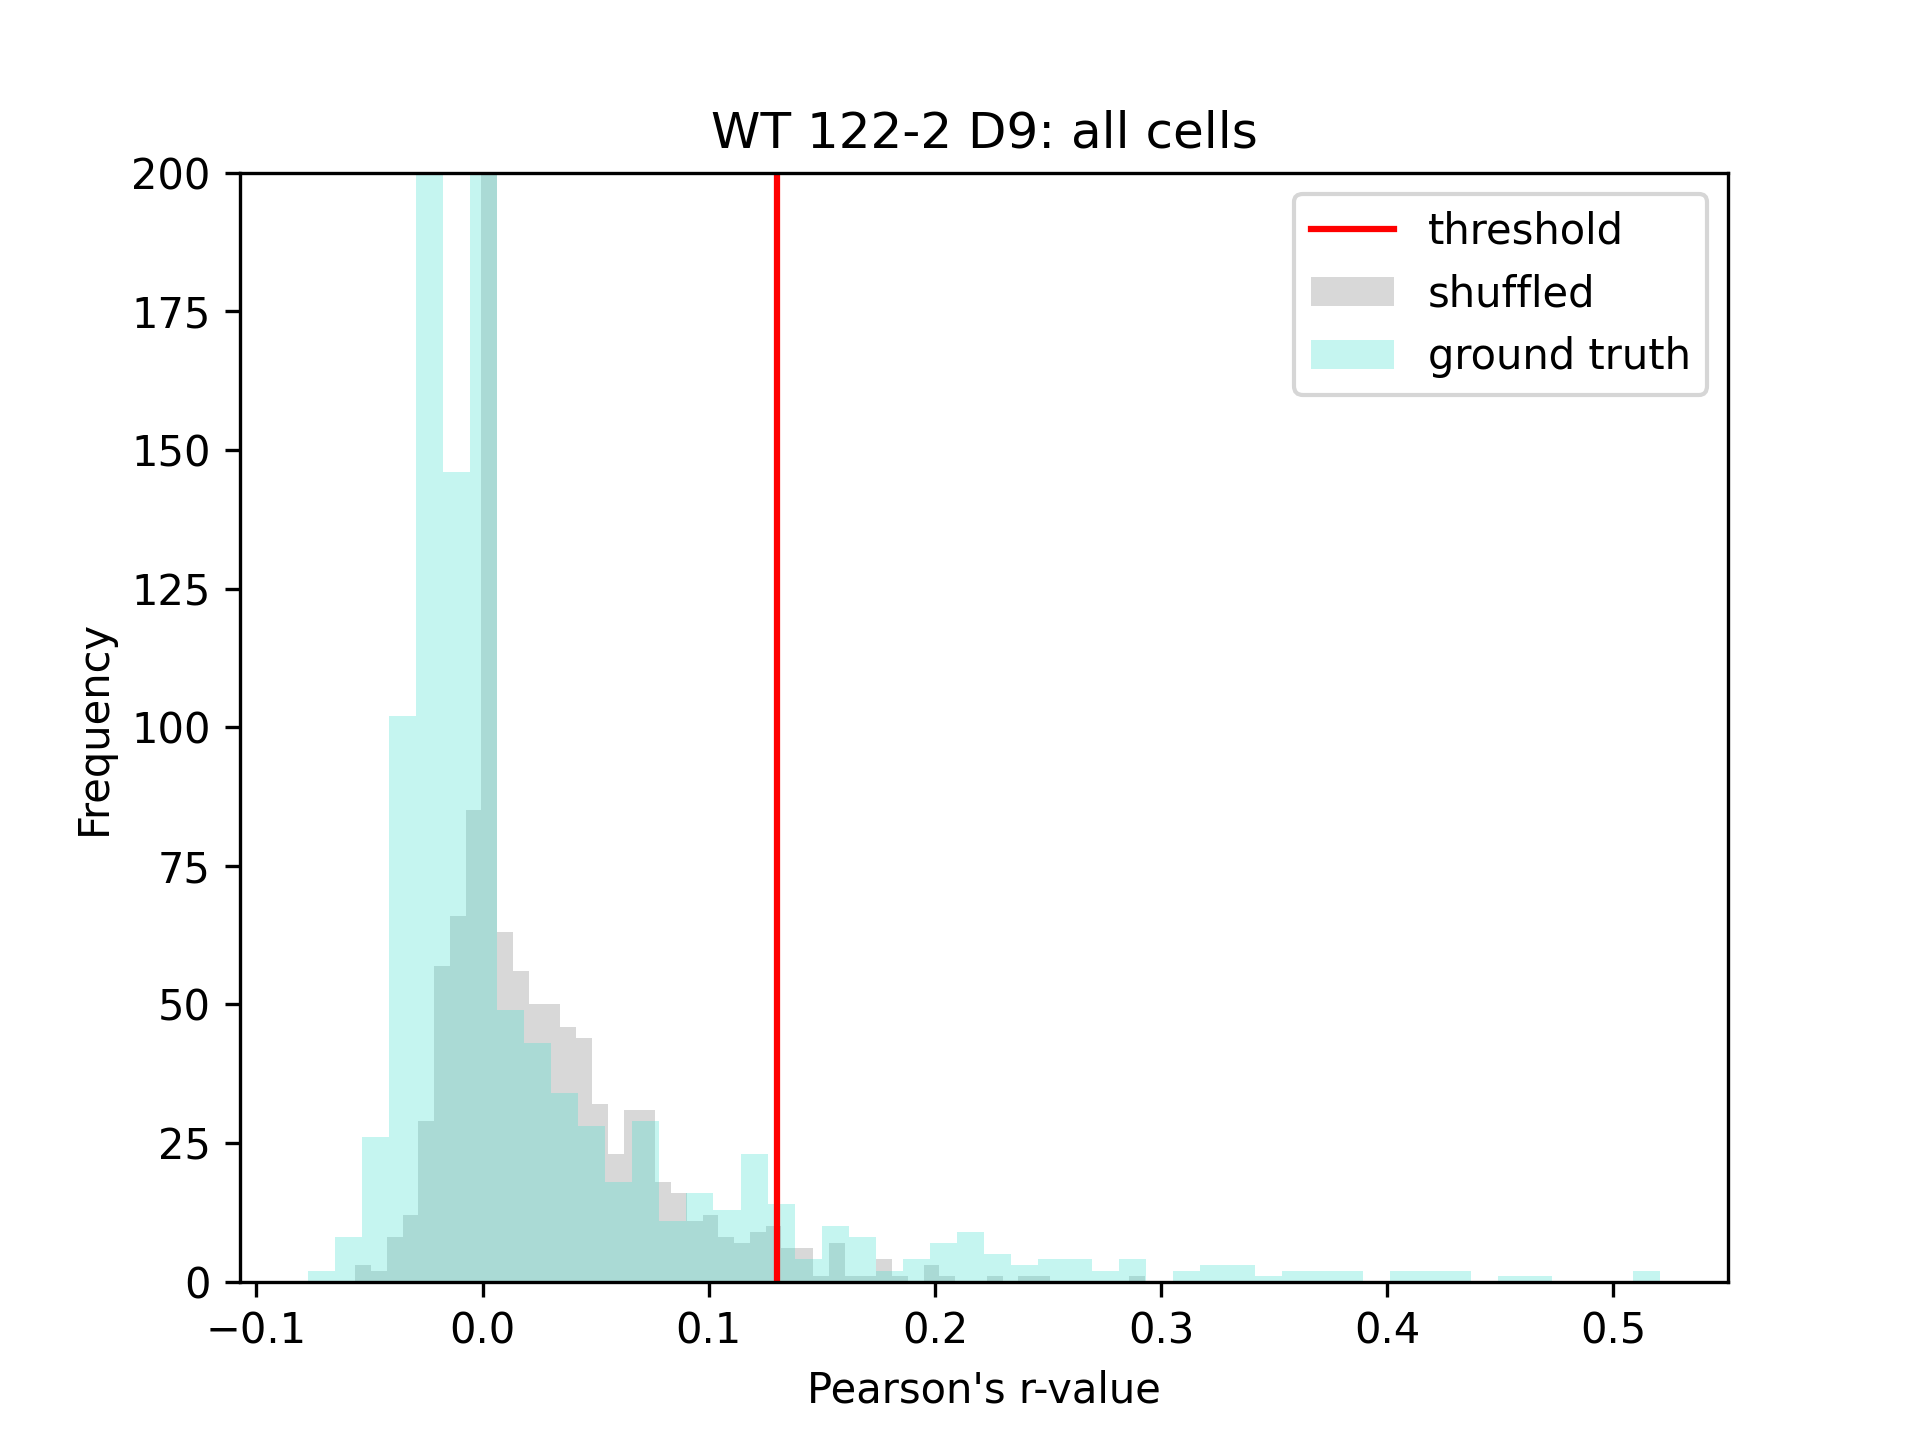 WT 122-2 D9: all cells
200
175
150
125
100
75
50
25
0
Frequency
threshold
shuffled
ground truth
−0.1 0.0 0.1 0.2 0.3 0.4 0.5
Pearson's r-value